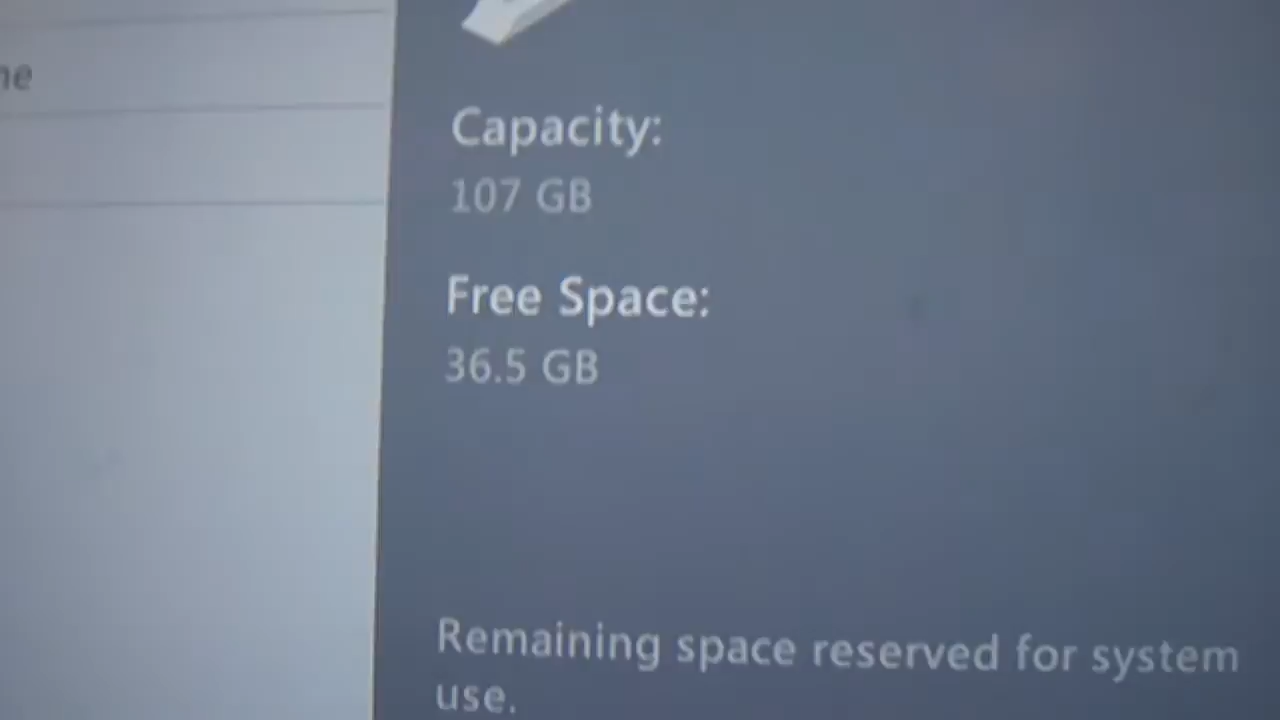 Capacity:
107 GB
Free Space:
36.5 GB
Remaining space reserved for system
use.